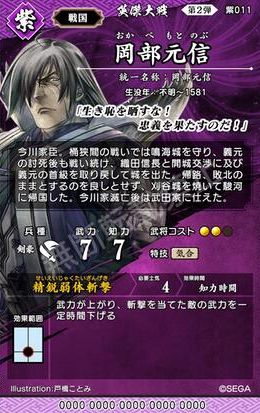 紫
戦国
英傑大戦
第2弾
紫011
おかべもとのぶ
岡部元信
統一名称:岡部元信
生没年／不明～1581
「生き恥を晒すな!
忠義を果たすのだ!」
今川家臣。桶狭間の戦いでは鳴海城を守り、義元
の討死後も戦い続け、織田信長と開城交渉に及び
義元の首級を取り戻して城を出た。帰路、敗北の
ままとするのを良しとせず、刈谷城を焼いて駿河
に帰国した。今川家滅亡後は武田家に仕えた。
兵種 武力 知力 武将コスト
剣豪 7 7 特技 気合
せいえいじゃくたいざんげき
精鋭弱体斬撃
必要士気 4
効果時間 知力時間
効果範囲
武力が上がり、斬撃を当てた敵の武力を一
定時間下げる
Illustration:戸橋ことみ
©SEGA
0000-0000-0000-0000-0000